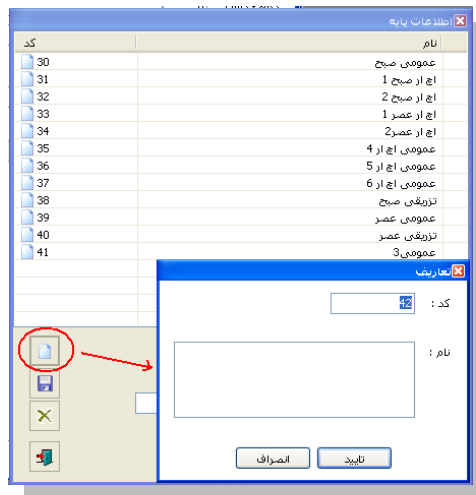 اطلاعات پایه
نام کد
عمومی صبح 30
اچ ار صبح 1 31
اچ ار صبح 2 32
اچ ار عصر 1 33
اچ ار عصر2 34
عمومی اچ ار 4 35
عمومی اچ ار 5 36
عمومی اچ ار 6 37
تزریقی صبح 38
عمومی عصر 39
تزریقی عصر 40
عمومی3 41
تعاریف
کد : 42
نام :
تایید انصراف